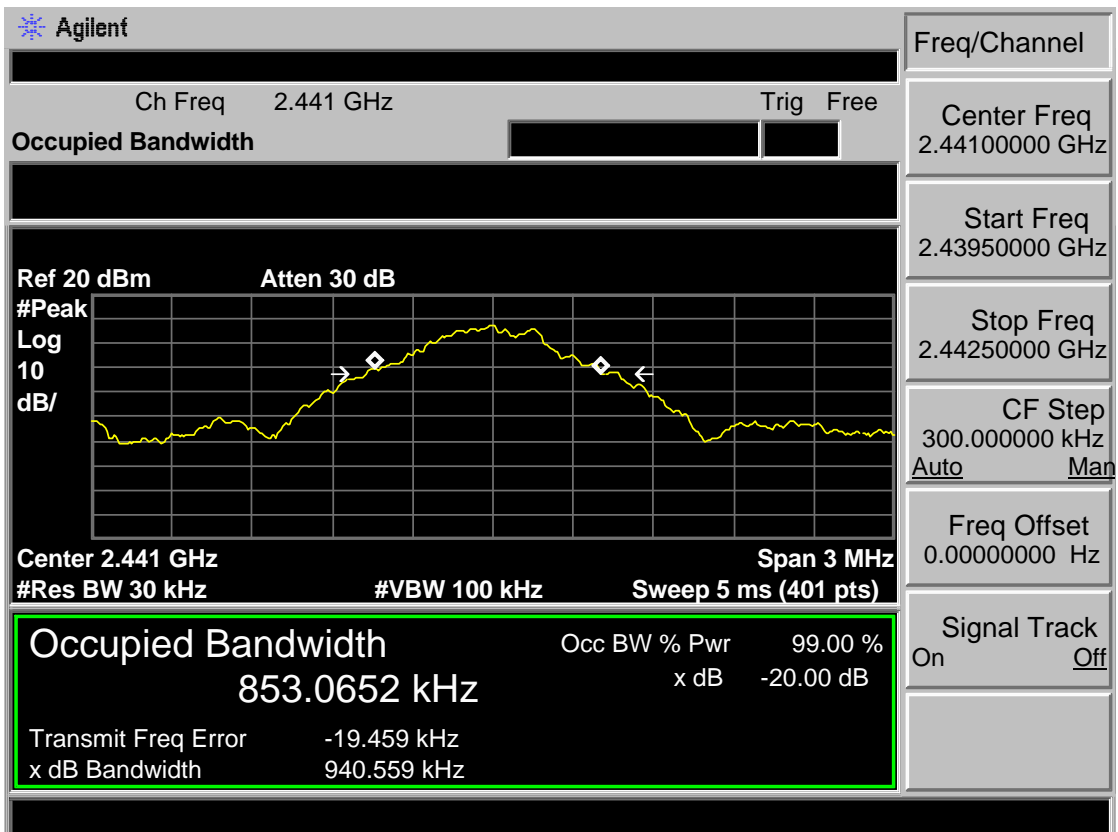 Agilent
Ch Freq 2.441 GHz Trig Free
Occupied Bandwidth
Ref 20 dBm Atten 30 dB
#Peak
Log
10
dB/
Center 2.441 GHz Span 3 MHz
#Res BW 30 kHz #VBW 100 kHz Sweep 5 ms (401 pts)
Occupied Bandwidth
853.0652 kHz
Occ BW % Pwr 99.00 %
x dB -20.00 dB
Transmit Freq Error -19.459 kHz
x dB Bandwidth 940.559 kHz
Freq/Channel
Center Freq
2.44100000 GHz
Start Freq
2.43950000 GHz
Stop Freq
2.44250000 GHz
CF Step
300.000000 kHz
Auto Man
Freq Offset
0.00000000 Hz
Signal Track
On Off